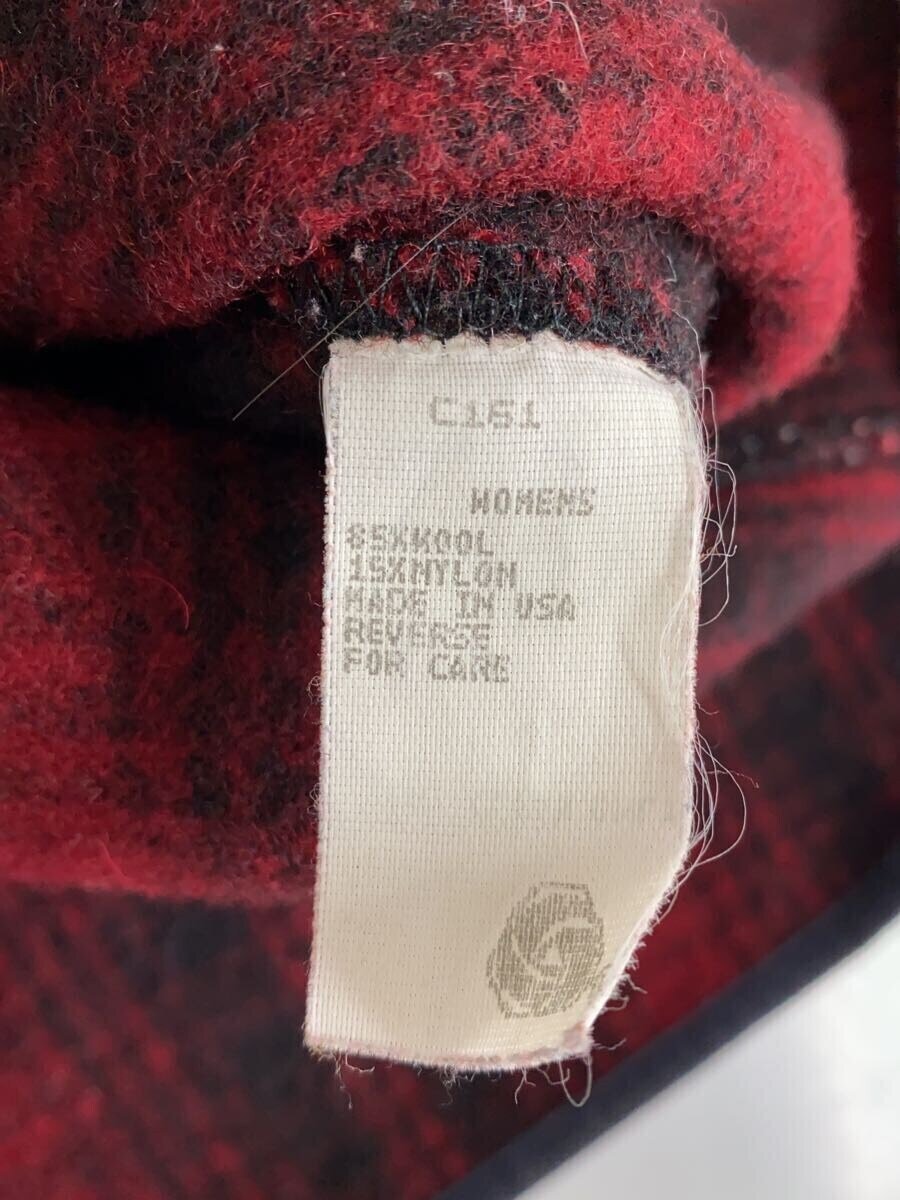 C161
WOMENS
85%WOOL
15%NYLON
MADE IN USA
REVERSE
FOR CARE